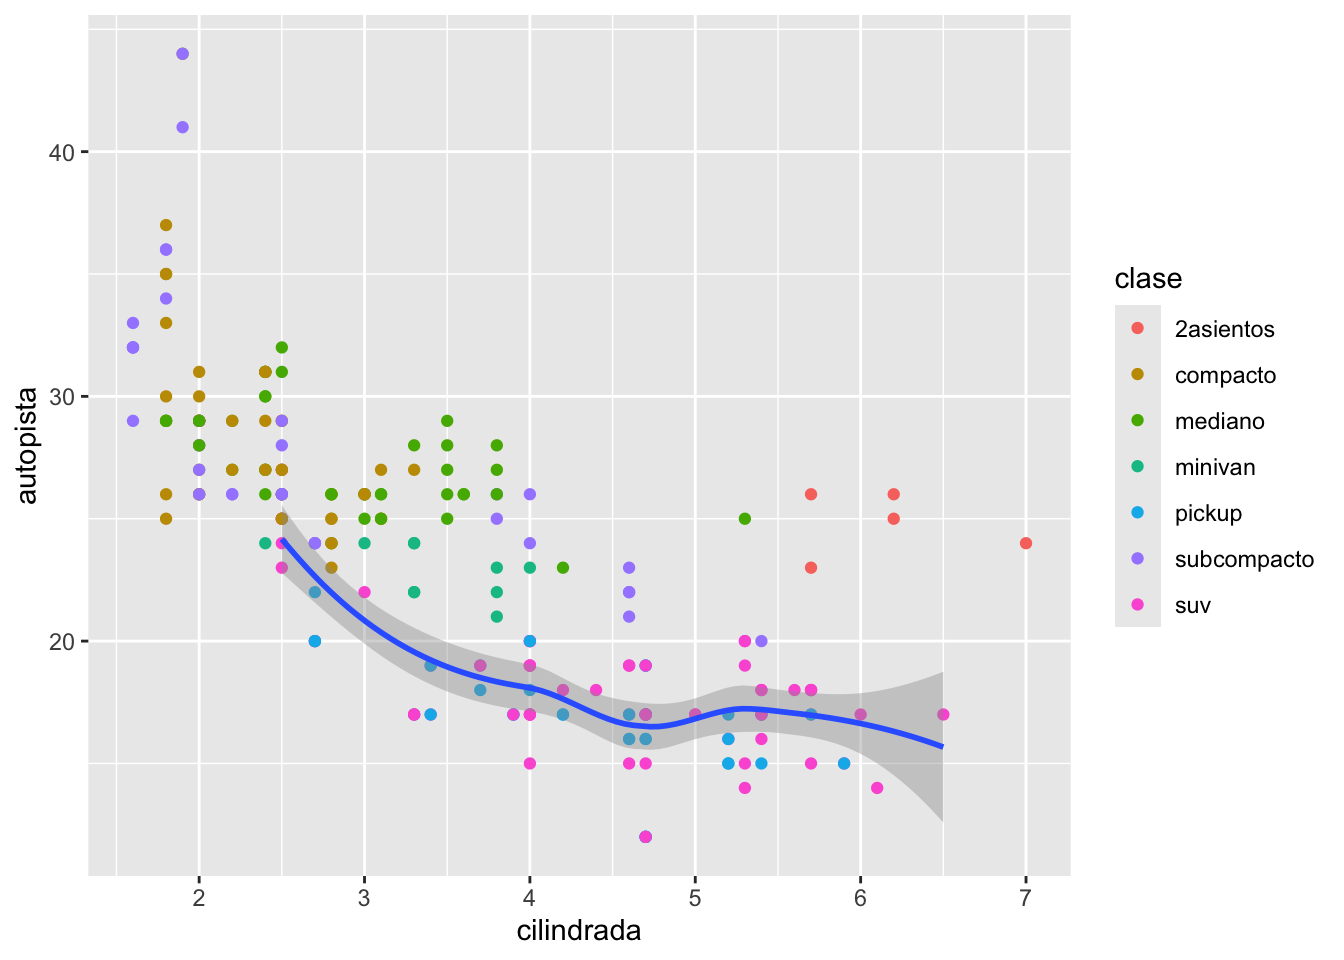 40
30
20
autopista
2 3 4 5 6 7
cilindrada
clase
2asientos
compacto
mediano
minivan
pickup
subcompacto
suv